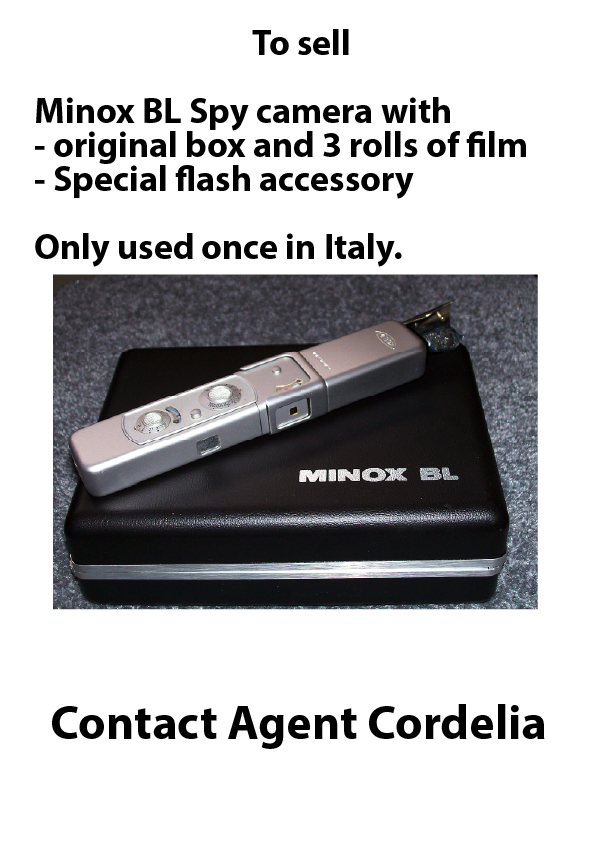 To sell
Minox BL Spy camera with
- original box and 3 rolls of film
- Special flash accessory
Only used once in Italy.
MINOX BL
Contact Agent Cordelia